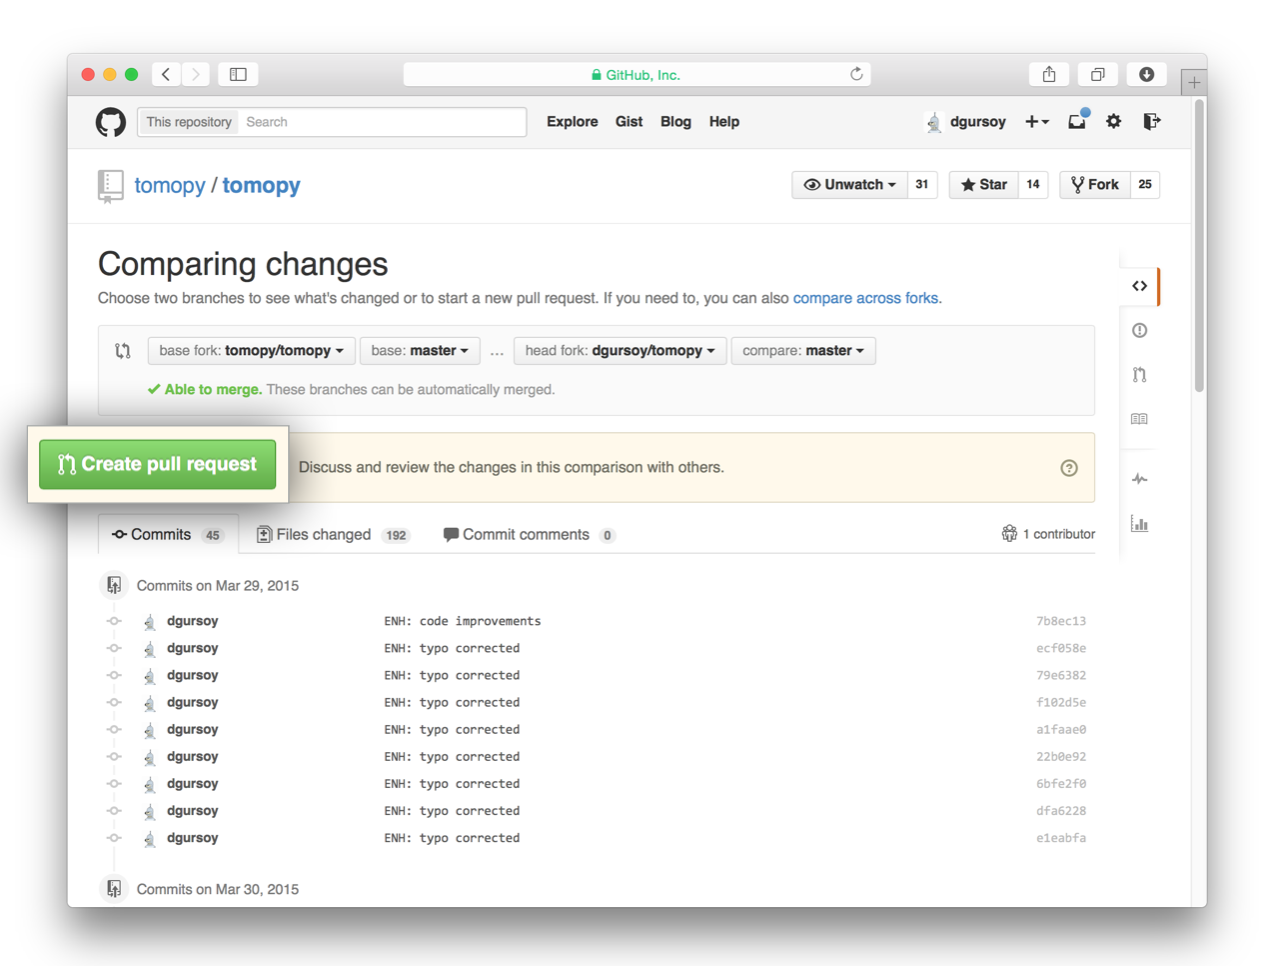 GitHub, Inc.
This repository Search Explore Gist Blog Help dgursoy
tomopy / tomopy Unwatch 31 Star 14 Fork 25
Comparing changes
Choose two branches to see what's changed or to start a new pull request. If you need to, you can also compare across forks.
base fork: tomopy/tomopy base: master ... head fork: dgursoy/tomopy compare: master
Able to merge. These branches can be automatically merged.
Create pull request Discuss and review the changes in this comparison with others.
Commits 45 Files changed 192 Commit comments 0 1 contributor
Commits on Mar 29, 2015
dgursoy ENH: code improvements 7b8ec13
dgursoy ENH: typo corrected ecf058e
dgursoy ENH: typo corrected 79e6382
dgursoy ENH: typo corrected f102d5e
dgursoy ENH: typo corrected a1faae0
dgursoy ENH: typo corrected 22b0e92
dgursoy ENH: typo corrected 6bfe2f0
dgursoy ENH: typo corrected dfa6228
dgursoy ENH: typo corrected e1eabfa
Commits on Mar 30, 2015